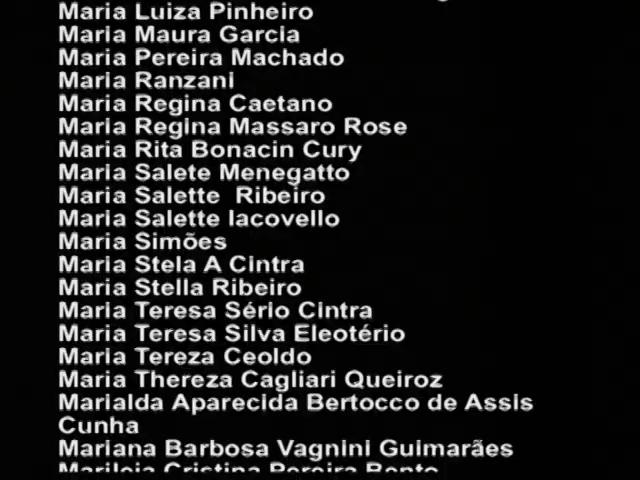 Maria Luiza Pinheiro
Maria Maura Garcia
Maria Pereira Machado
Maria Ranzani
Maria Regina Caetano
Maria Regina Massaro Rose
Maria Rita Bonacin Cury
Maria Salete Menegatto
Maria Salette  Ribeiro
Maria Salette Iacovello
Maria Simões
Maria Stela A Cintra
Maria Stella Ribeiro
Maria Teresa Sério Cintra
Maria Teresa Silva Eleotério
Maria Tereza Ceoldo
Maria Thereza Cagliari Queiroz
Marialda Aparecida Bertocco de Assis
Cunha
Mariana Barbosa Vagnini Guimarães
Marileia Cristina Pereira Bento